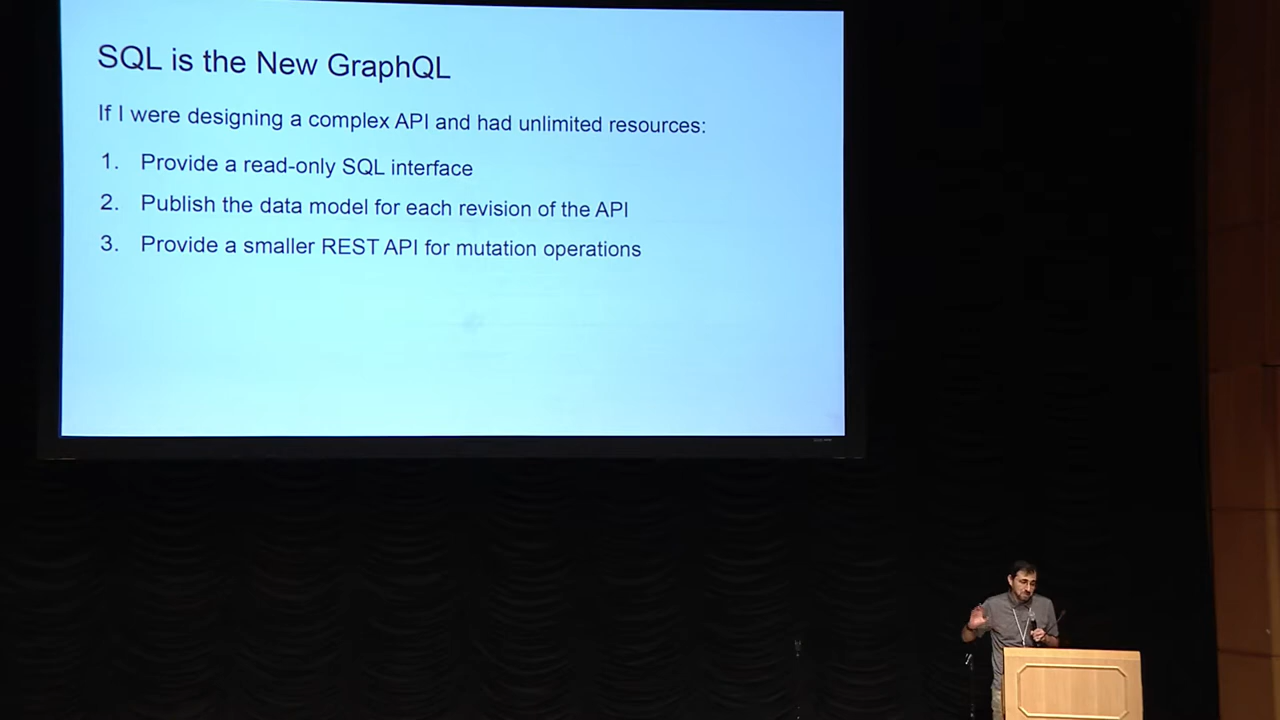 SQL is the New GraphQL
If I were designing a complex API and had unlimited resources:
1. Provide a read-only SQL interface
2. Publish the data model for each revision of the API
3. Provide a smaller REST API for mutation operations